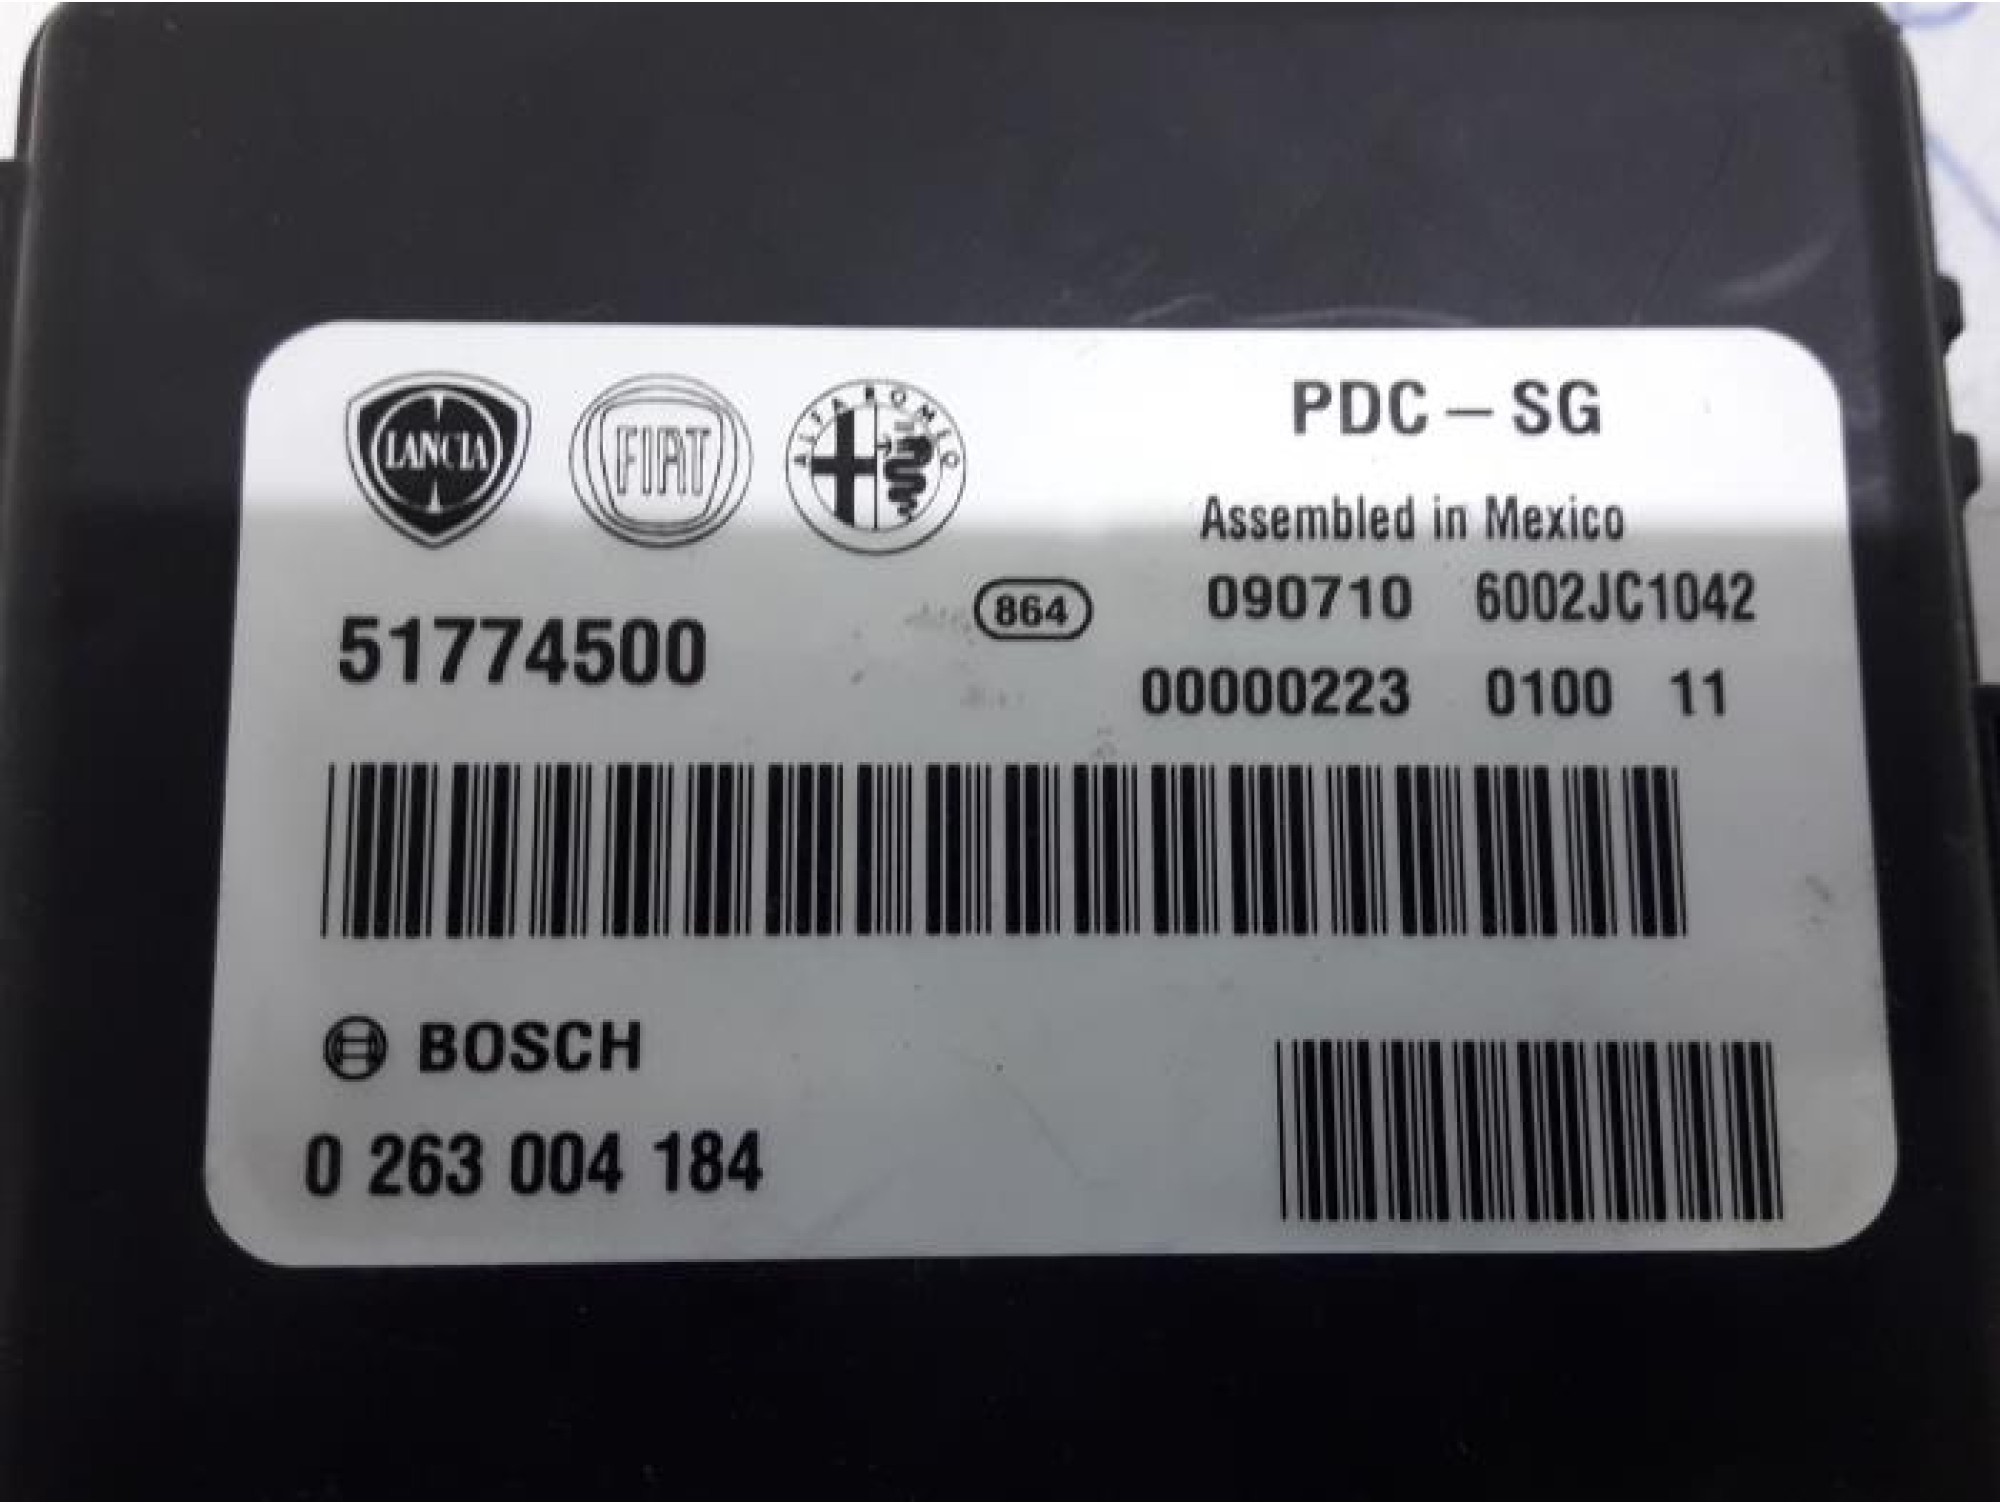 LANCIA FIAT ALFA ROMEO
PDC – SG
Assembled in Mexico
51774500
864
090710 6002JC1042
00000223 0100 11
BOSCH
0 263 004 184